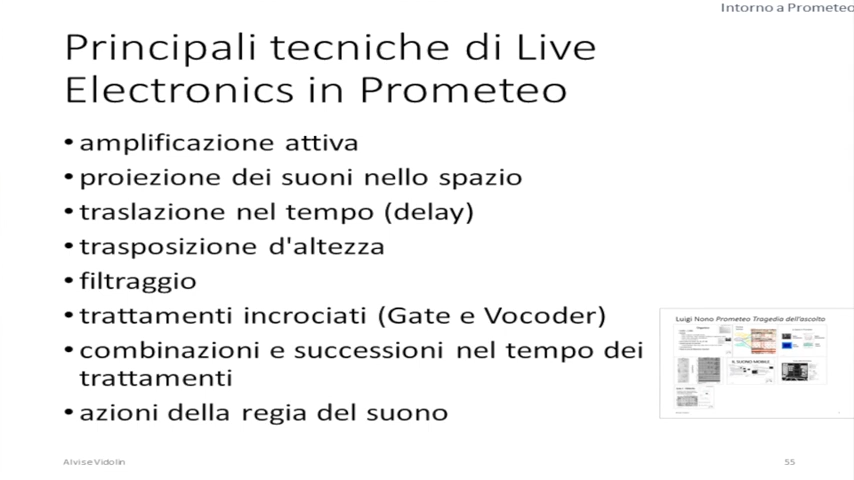 Intorno a Prometeo
Principali tecniche di Live
Electronics in Prometeo
•amplificazione attiva
•proiezione dei suoni nello spazio
•traslazione nel tempo (delay)
•trasposizione d'altezza
•filtraggio
•trattamenti incrociati (Gate e Vocoder)
•combinazioni e successioni nel tempo dei
trattamenti
•azioni della regia del suono
Luigi Nono Prometeo Tragedia dell'ascolto
IL SUONO MOBILE
Alvise Vidolin
55